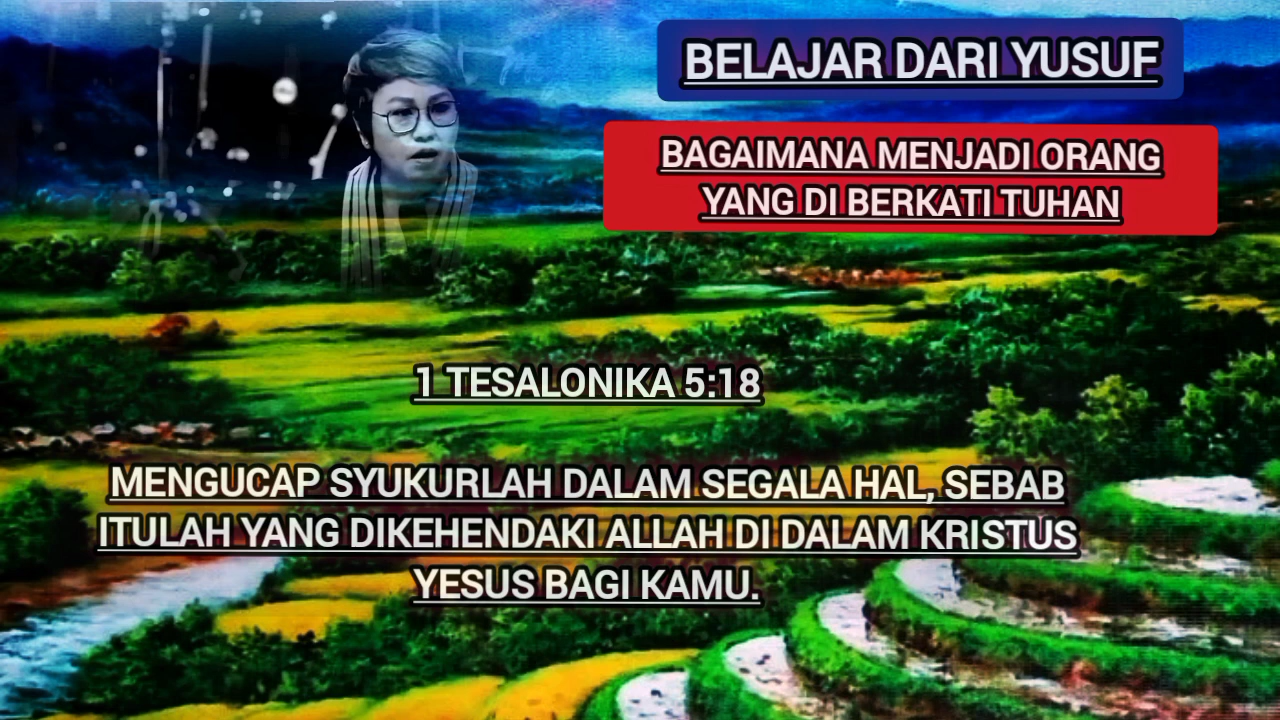 BELAJAR DARI YUSUF
BAGAIMANA MENJADI ORANG
YANG DI BERKATI TUHAN
1 TESALONIKA 5:18
MENGUCAP SYUKURLAH DALAM SEGALA HAL, SEBAB
ITULAH YANG DIKEHENDAKI ALLAH DI DALAM KRISTUS
YESUS BAGI KAMU.